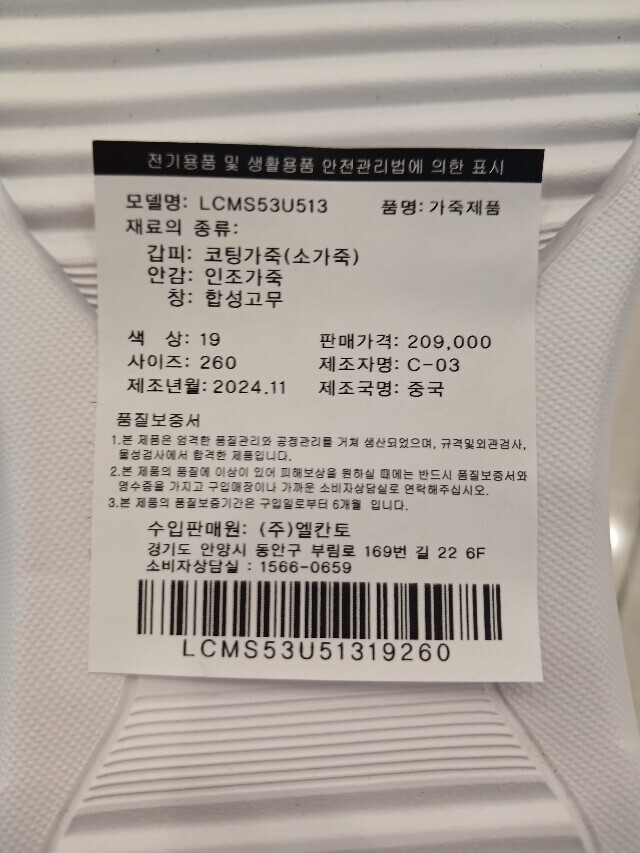 전기용품 및 생활용품 안전관리법에 의한 표시
모델명: LCMS53U513 품명: 가죽제품
재료의 종류:
갑피: 코팅가죽(소가죽)
안감: 인조가죽
창: 합성고무
색 상: 19 판매가격: 209,000
사이즈: 260 제조자명: C-03
제조년월: 2024.11 제조국명: 중국
품질보증서
1.본 제품은 엄격한 품질관리와 공정관리를 거쳐 생산되었으며, 규격및외관검사,
물성검사에서 합격한 제품입니다.
2.본 제품의 품질에 이상이 있어 피해보상을 원하실 때에는 반드시 품질보증서와
영수증을 가지고 구입매장이나 가까운 소비자상담실로 연락해주십시오.
3.본 제품의 품질보증기간은 구입일로부터 6개월 입니다.
수입판매원: (주)엘칸토
경기도 안양시 동안구 부림로 169번 길 22 6F
소비자상담실 : 1566-0659
LCMS53U51319260